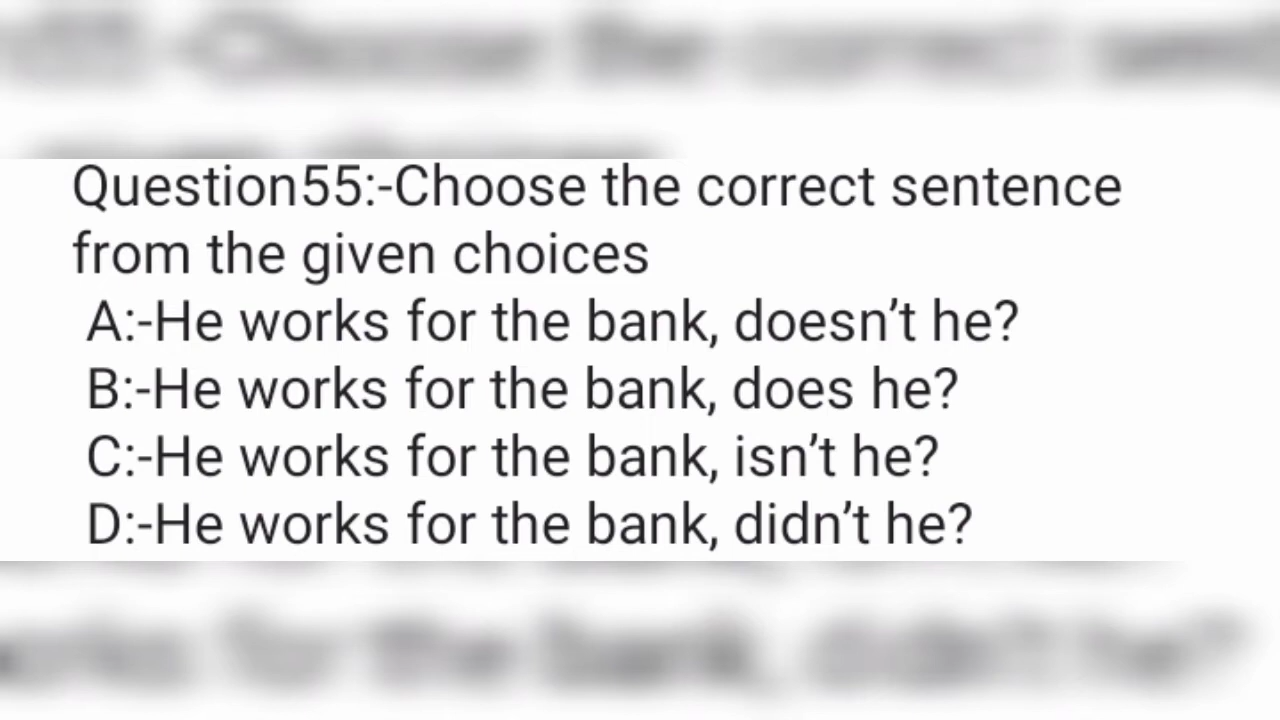 Question55:-Choose the correct sentence
from the given choices
A:-He works for the bank, doesn’t he?
B:-He works for the bank, does he?
C:-He works for the bank, isn’t he?
D:-He works for the bank, didn’t he?